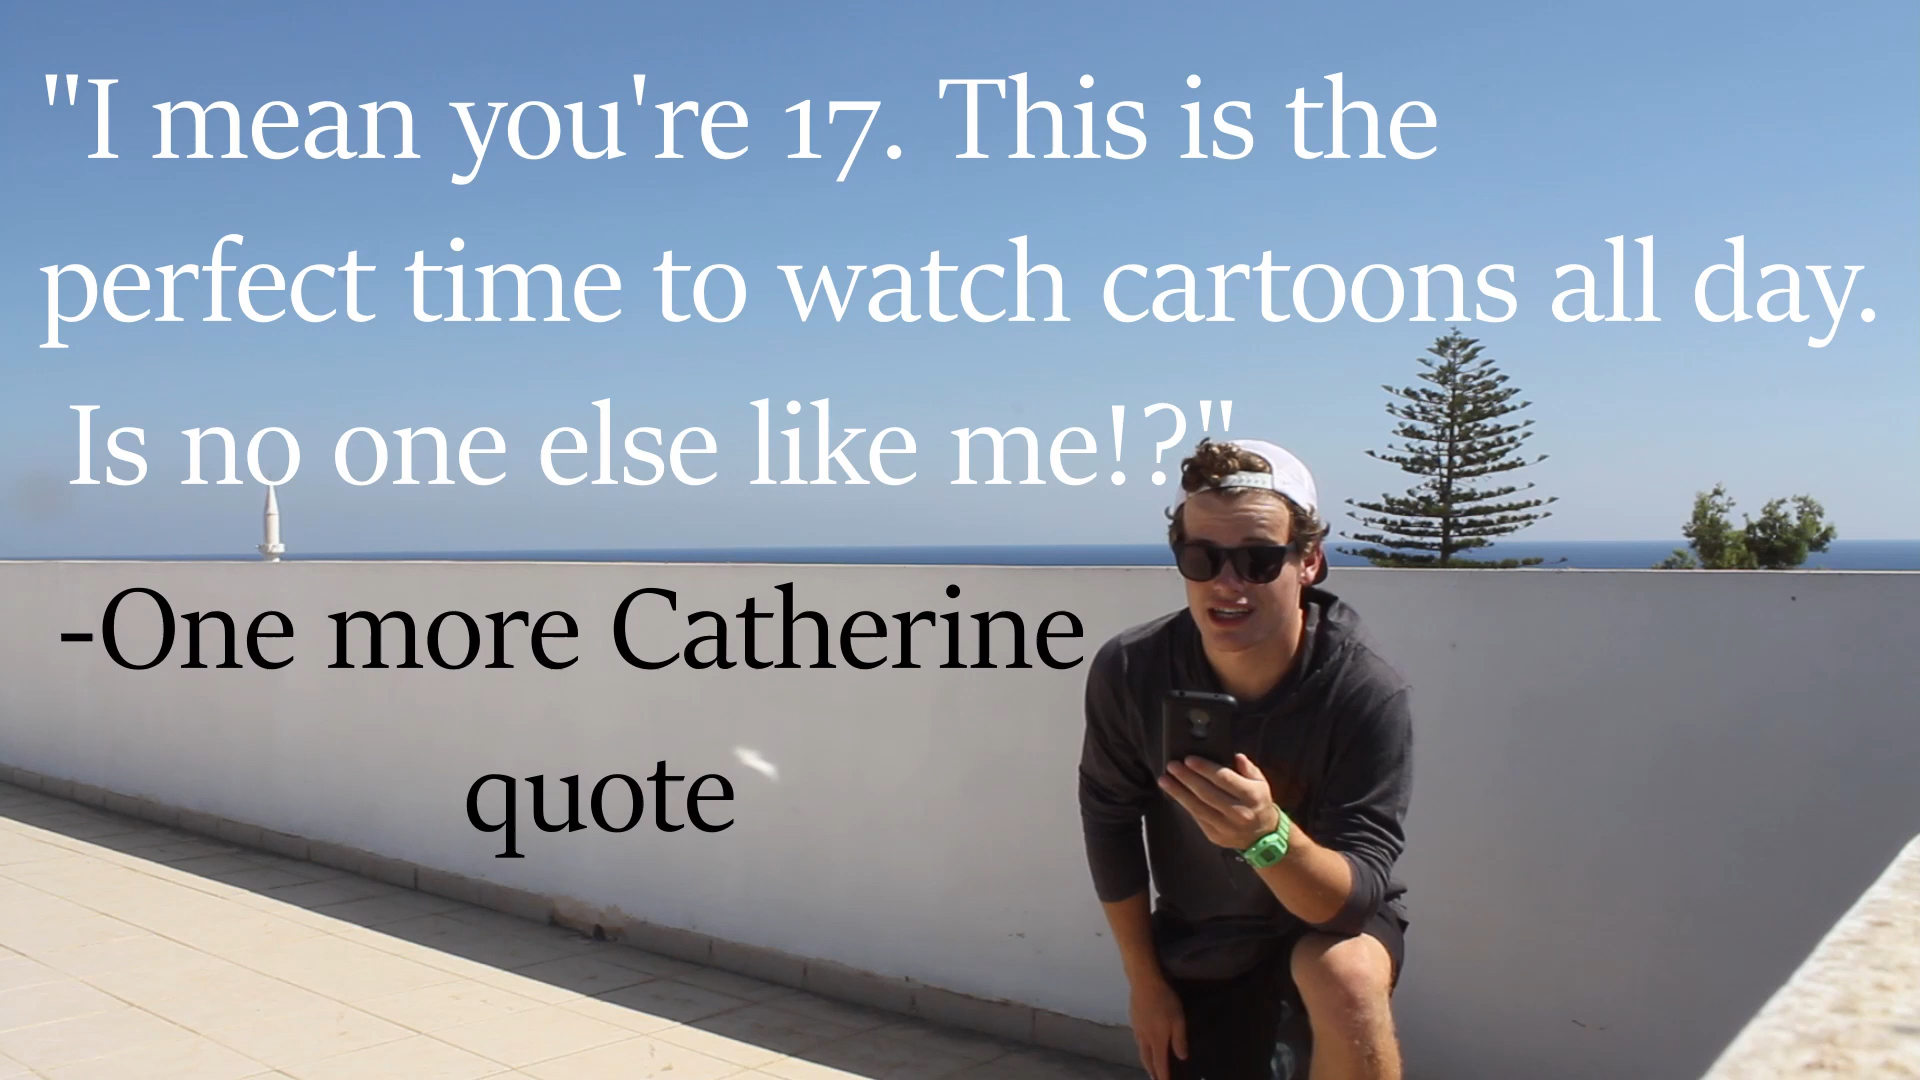 "I mean you're 17. This is the
perfect time to watch cartoons all day.
Is no one else like me!?"
-One more Catherine
quote